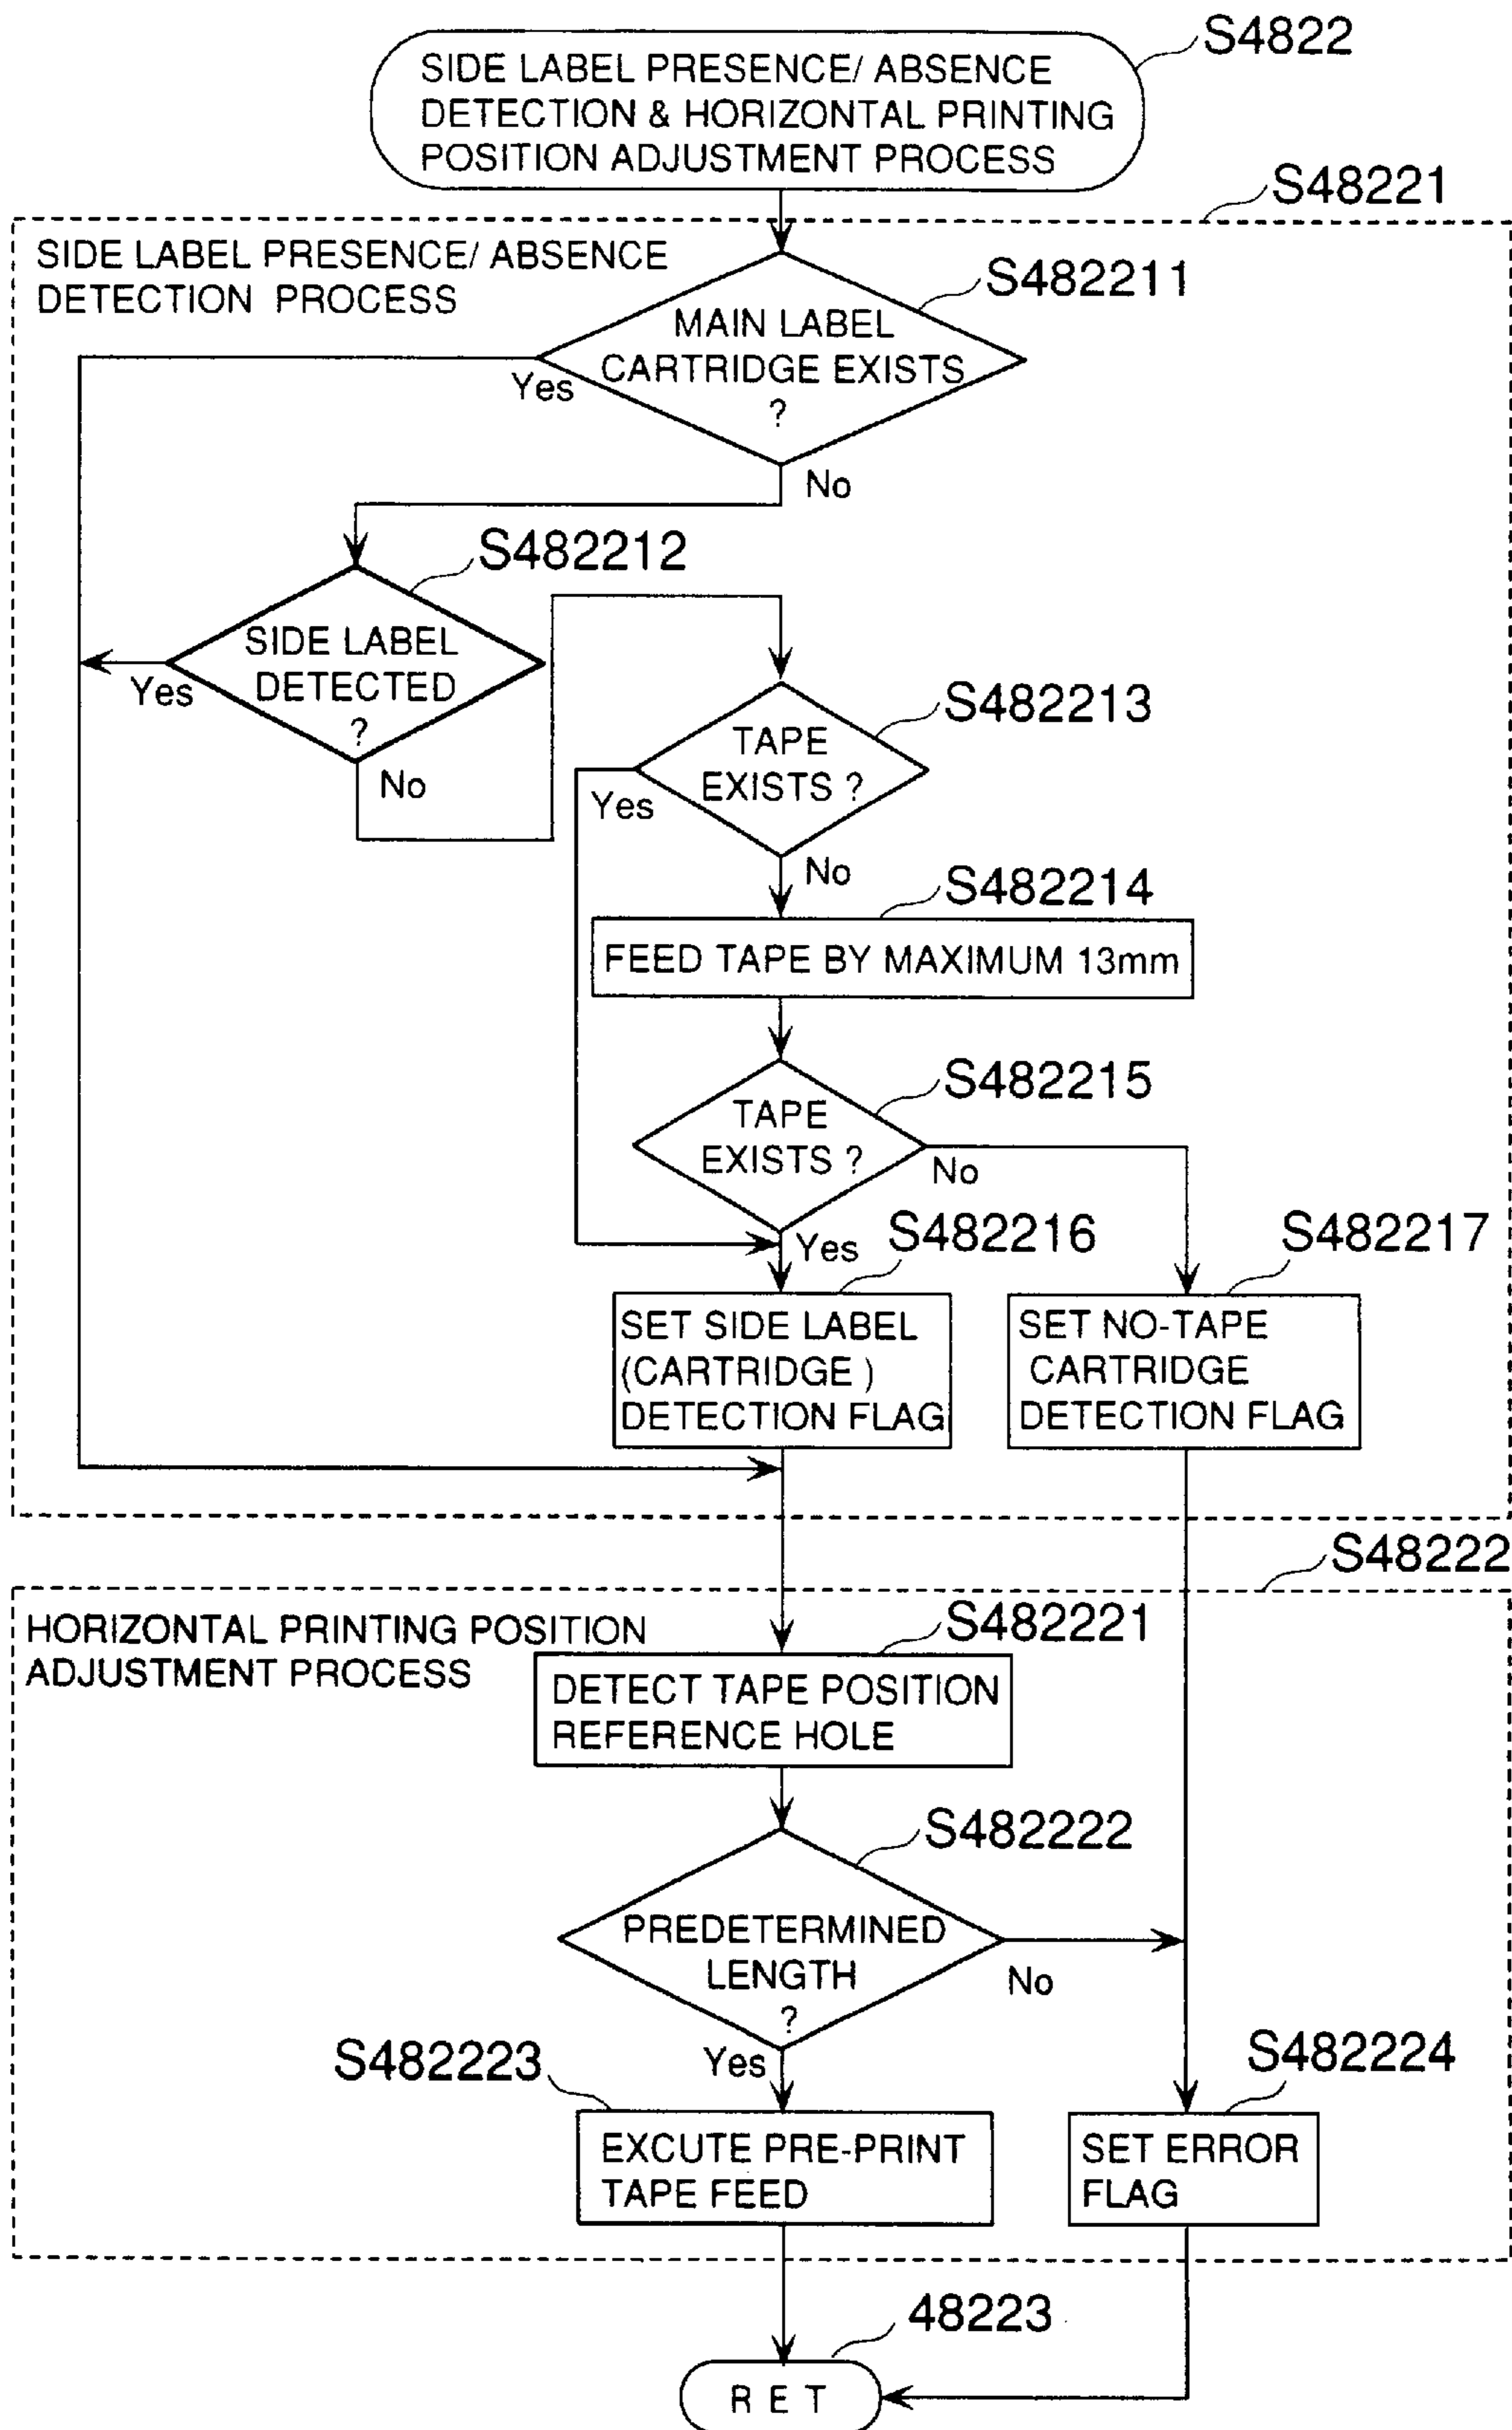 S4822
SIDE LABEL PRESENCE/ ABSENCE
DETECTION & HORIZONTAL PRINTING
POSITION ADJUSTMENT PROCESS
S48221
SIDE LABEL PRESENCE/ ABSENCE
DETECTION PROCESS
S482211
MAIN LABEL
CARTRIDGE EXISTS
?
Yes
No
S482212
SIDE LABEL
DETECTED
?
Yes
No
S482213
TAPE
EXISTS ?
Yes
No
S482214
FEED TAPE BY MAXIMUM 13mm
S482215
TAPE
EXISTS ?
No
Yes
S482216
S482217
SET SIDE LABEL
(CARTRIDGE )
DETECTION FLAG
SET NO-TAPE
CARTRIDGE
DETECTION FLAG
S48222
HORIZONTAL PRINTING POSITION
ADJUSTMENT PROCESS
S482221
DETECT TAPE POSITION
REFERENCE HOLE
S482222
PREDETERMINED
LENGTH
?
No
Yes
S482223
S482224
EXCUTE PRE-PRINT
TAPE FEED
SET ERROR
FLAG
48223
R E T